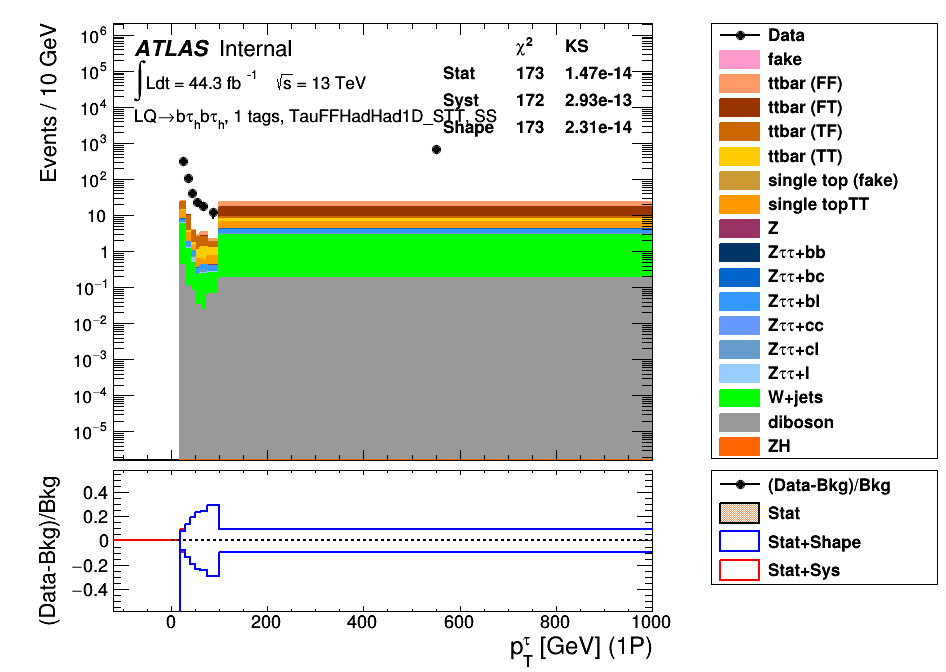 ATLAS Internal
∫Ldt = 44.3 fb⁻¹ √s = 13 TeV
LQ→bτₕbτₕ, 1 tags, TauFFHadHad1D_STT, SS
χ² KS
Stat 173 1.47e-14
Syst 172 2.93e-13
Shape 173 2.31e-14
Events / 10 GeV
10⁶
10⁵
10⁴
10³
10²
10
1
10⁻¹
10⁻²
10⁻³
10⁻⁴
10⁻⁵
Data
fake
ttbar (FF)
ttbar (FT)
ttbar (TF)
ttbar (TT)
single top (fake)
single topTT
Z
Zττ+bb
Zττ+bc
Zττ+bl
Zττ+cc
Zττ+cl
Zττ+l
W+jets
diboson
ZH
(Data-Bkg)/Bkg
0.4
0.2
0
−0.2
−0.4
0 200 400 600 800 1000
p_T^τ [GeV] (1P)
(Data-Bkg)/Bkg
Stat
Stat+Shape
Stat+Sys